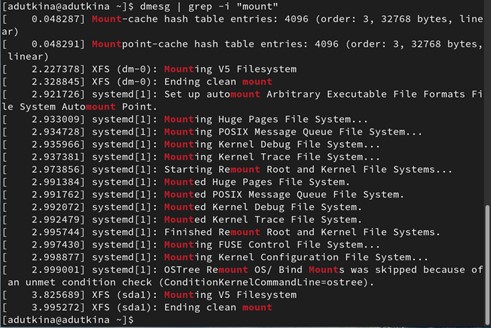 [adutkina@adutkina ~]$ dmesg | grep -i "mount"
[    0.048287] Mount-cache hash table entries: 4096 (order: 3, 32768 bytes, line
ar)
[    0.048291] Mountpoint-cache hash table entries: 4096 (order: 3, 32768 bytes,
 linear)
[    2.227378] XFS (dm-0): Mounting V5 Filesystem
[    2.328845] XFS (dm-0): Ending clean mount
[    2.921726] systemd[1]: Set up automount Arbitrary Executable File Formats Fi
le System Automount Point.
[    2.933009] systemd[1]: Mounting Huge Pages File System...
[    2.934728] systemd[1]: Mounting POSIX Message Queue File System...
[    2.935966] systemd[1]: Mounting Kernel Debug File System...
[    2.937381] systemd[1]: Mounting Kernel Trace File System...
[    2.973856] systemd[1]: Starting Remount Root and Kernel File Systems...
[    2.991384] systemd[1]: Mounted Huge Pages File System.
[    2.991762] systemd[1]: Mounted POSIX Message Queue File System.
[    2.992072] systemd[1]: Mounted Kernel Debug File System.
[    2.992479] systemd[1]: Mounted Kernel Trace File System.
[    2.995744] systemd[1]: Finished Remount Root and Kernel File Systems.
[    2.997430] systemd[1]: Mounting FUSE Control File System...
[    2.998877] systemd[1]: Mounting Kernel Configuration File System...
[    2.999001] systemd[1]: OSTree Remount OS/ Bind Mounts was skipped because of
 an unmet condition check (ConditionKernelCommandLine=ostree).
[    3.825689] XFS (sda1): Mounting V5 Filesystem
[    3.995272] XFS (sda1): Ending clean mount
[adutkina@adutkina ~]$